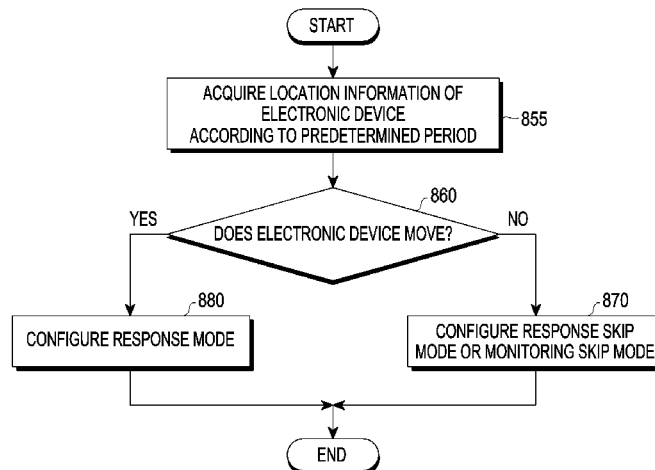 START
ACQUIRE LOCATION INFORMATION OF
ELECTRONIC DEVICE
ACCORDING TO PREDETERMINED PERIOD
855
860
YES
DOES ELECTRONIC DEVICE MOVE?
NO
880
870
CONFIGURE RESPONSE MODE
CONFIGURE RESPONSE SKIP
MODE OR MONITORING SKIP MODE
END